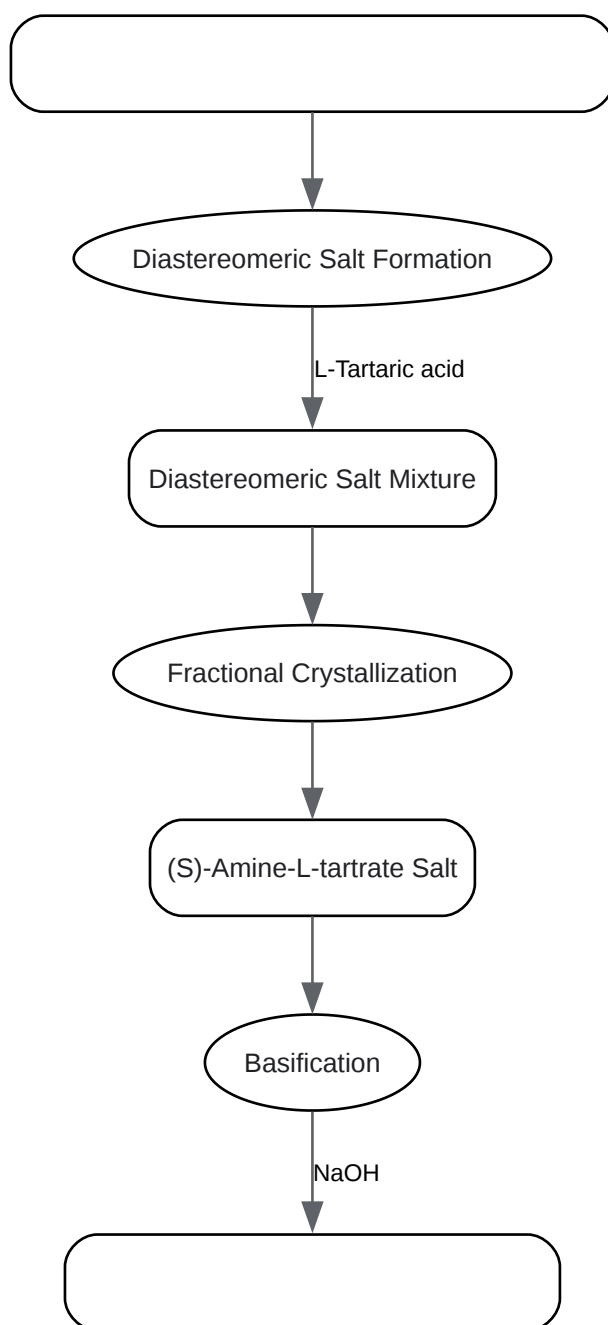 Diastereomeric Salt Formation
L-Tartaric acid
Diastereomeric Salt Mixture
Fractional Crystallization
(S)-Amine-L-tartrate Salt
Basification
NaOH